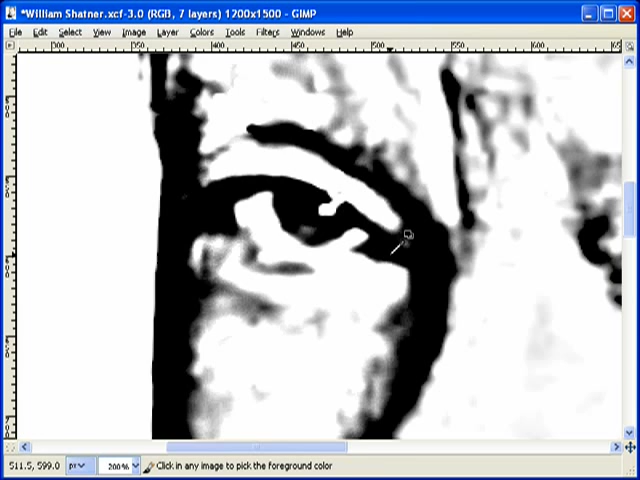 *William Shatner.xcf-3.0 (RGB, 7 layers) 1200x1500 – GIMP
File Edit Select View Image Layer Colors Tools Filters Windows Help
300 450 500 550 600
511.5, 599.0 px 200% Click in any image to pick the foreground color